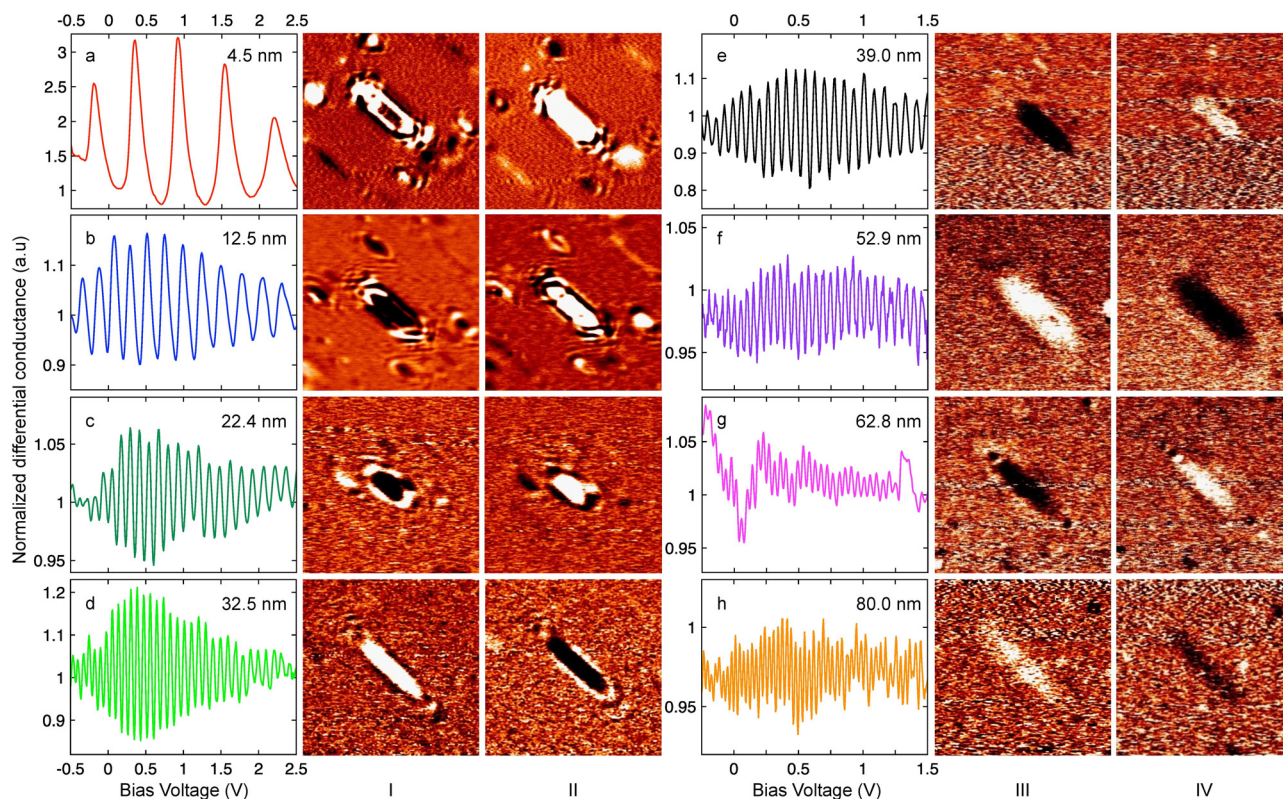 -0.5 0 0.5 1 1.5 2 2.5
0 0.5 1 1.5
Normalized differential conductance (a.u)
a 4.5 nm
3
2.5
2
1.5
1
b 12.5 nm
1.1
1
0.9
c 22.4 nm
1.05
1
0.95
d 32.5 nm
1.2
1.1
1
0.9
-0.5 0 0.5 1 1.5 2 2.5
Bias Voltage (V)
I
II
e 39.0 nm
1.1
1
0.9
0.8
f 52.9 nm
1.05
1
0.95
g 62.8 nm
1.05
1
0.95
h 80.0 nm
1
0.95
0 0.5 1 1.5
Bias Voltage (V)
III
IV